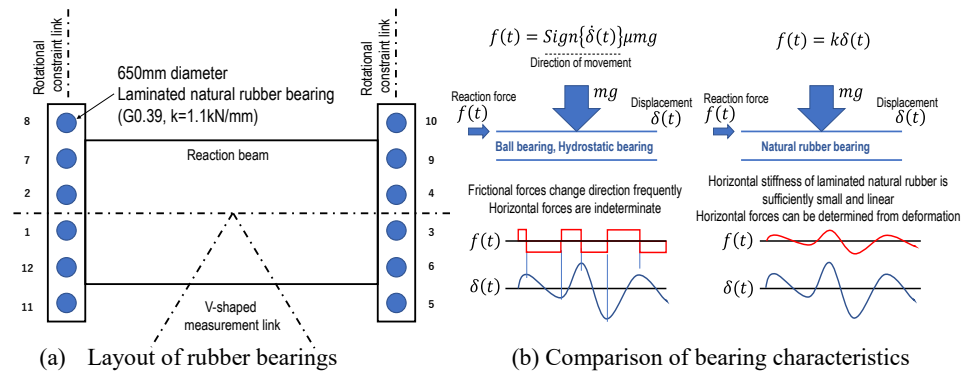 Rotational
constraint link
650mm diameter
Laminated natural rubber bearing
(G0.39, k=1.1kN/mm)
Rotational
constraint link
8
7
2
1
12
11
Reaction beam
V-shaped
measurement link
10
9
4
3
6
5
(a) Layout of rubber bearings
f(t) = Sign{δ̇(t)}μmg
Direction of movement
Reaction force
f(t)
mg
Displacement
δ(t)
Ball bearing, Hydrostatic bearing
Frictional forces change direction frequently
Horizontal forces are indeterminate
f(t)
δ(t)
f(t) = kδ(t)
Reaction force
f(t)
mg
Displacement
δ(t)
Natural rubber bearing
Horizontal stiffness of laminated natural rubber is
sufficiently small and linear
Horizontal forces can be determined from deformation
f(t)
δ(t)
(b) Comparison of bearing characteristics